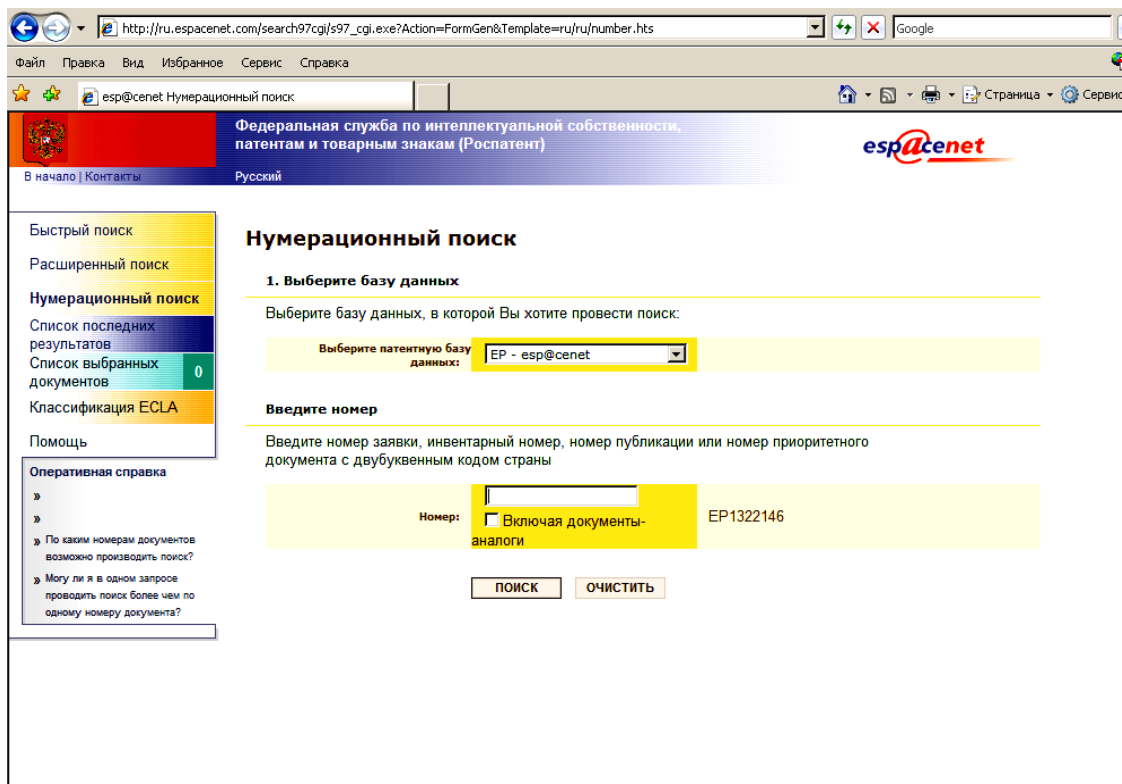 http://ru.espacenet.com/search97cgi/s97_cgi.exe?Action=FormGen&Template=ru/ru/number.hts
Google
Файл Правка Вид Избранное Сервис Справка
esp@cenet Нумерационный поиск
Страница
Сервис
Федеральная служба по интеллектуальной собственности,
патентам и товарным знакам (Роспатент)
espacenet
В начало | Контакты
Русский
Быстрый поиск
Расширенный поиск
Нумерационный поиск
Список последних
результатов
Список выбранных
документов
0
Классификация ECLA
Помощь
Оперативная справка
»
»
» По каким номерам документов
возможно производить поиск?
» Могу ли я в одном запросе
проводить поиск более чем по
одному номеру документа?
Нумерационный поиск
1. Выберите базу данных
Выберите базу данных, в которой Вы хотите провести поиск:
Выберите патентную базу
данных:
EP - esp@cenet
Введите номер
Введите номер заявки, инвентарный номер, номер публикации или номер приоритетного
документа с двубуквенным кодом страны
Номер:
Включая документы-
аналоги
EP1322146
ПОИСК
ОЧИСТИТЬ